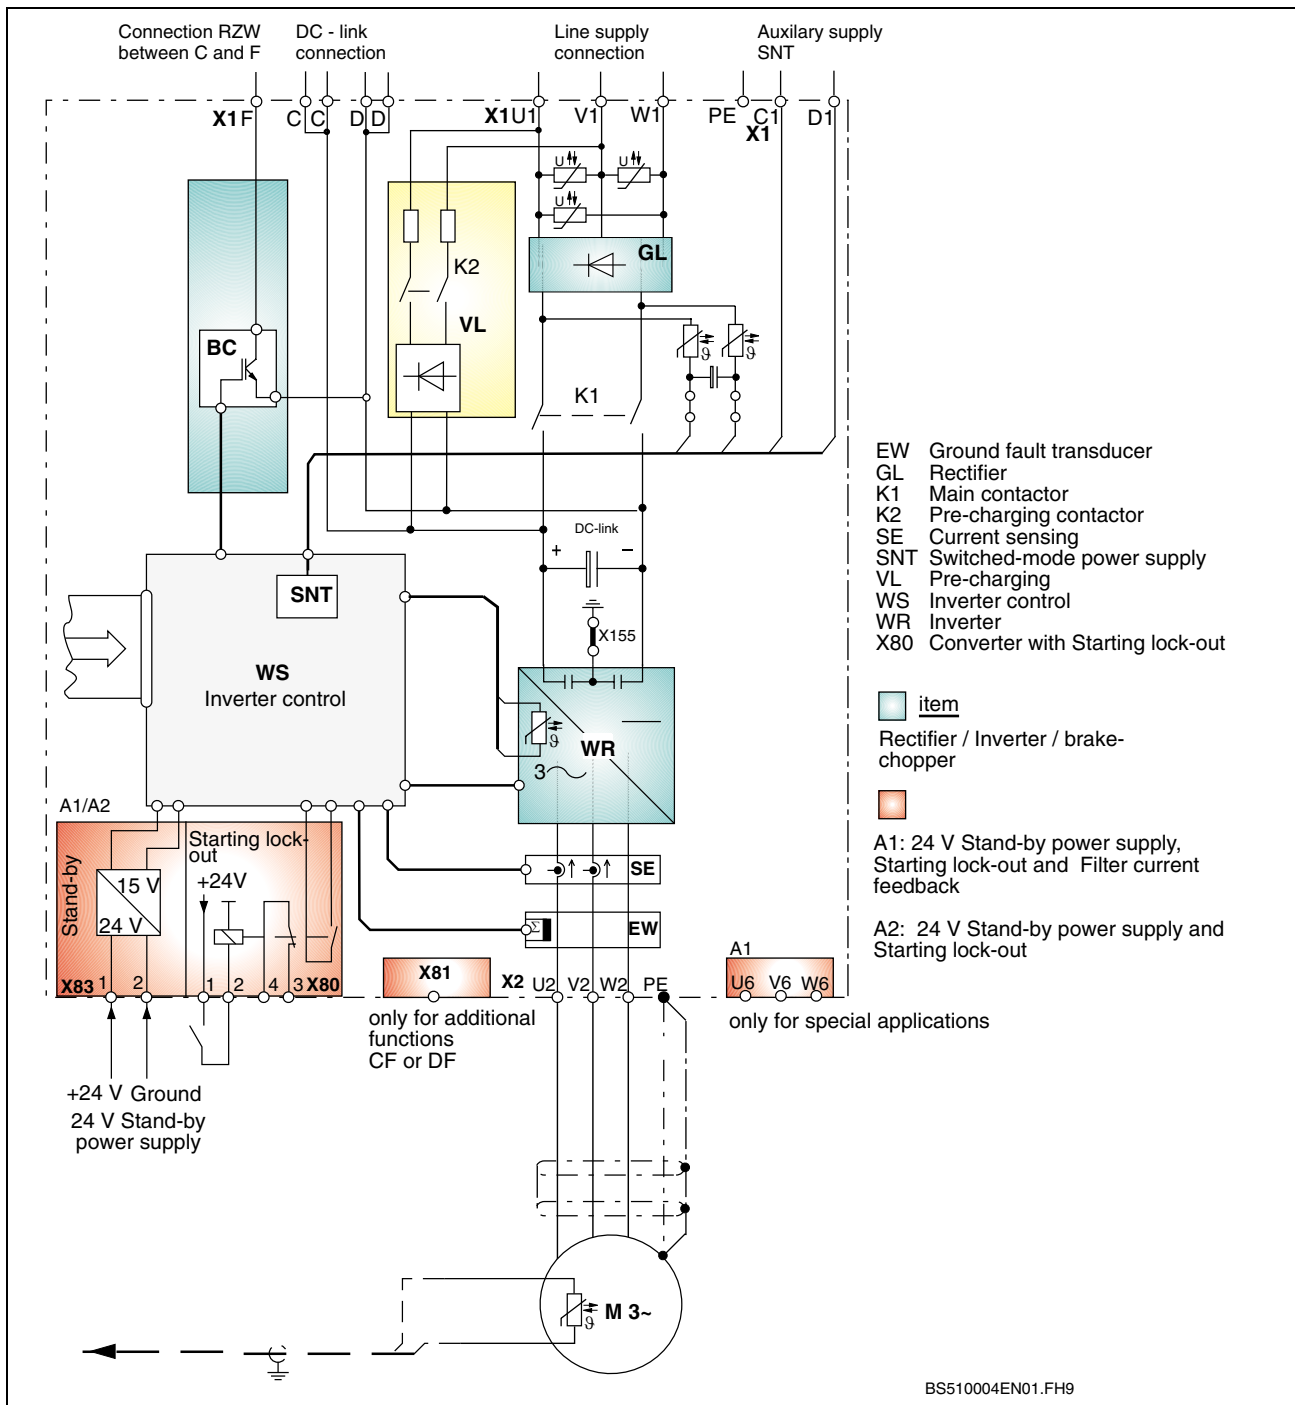 Connection RZW
between C and F
DC - link
connection
Line supply
connection
Auxilary supply
SNT
X1 F
C C D D
X1 U1 V1 W1
PE C1 D1
X1
U
U
U
GL
K2
VL
BC
ϑ
ϑ
K1
DC-link
+ −
SNT
X155
WS
Inverter control
ϑ
WR
3
A1/A2
Stand-by
Starting lock-
out
15 V
24 V
+24V
SE
Σ
EW
X83 1 2 1 2 4 3 X80
X81
X2 U2 V2 W2 PE
A1
U6 V6 W6
only for additional
functions
CF or DF
only for special applications
+24 V Ground
24 V Stand-by
power supply
M 3~
ϑ
EW Ground fault transducer
GL Rectifier
K1 Main contactor
K2 Pre-charging contactor
SE Current sensing
SNT Switched-mode power supply
VL Pre-charging
WS Inverter control
WR Inverter
X80 Converter with Starting lock-out
item
Rectifier / Inverter / brake-
chopper
A1: 24 V Stand-by power supply,
Starting lock-out and Filter current
feedback
A2: 24 V Stand-by power supply and
Starting lock-out
BS510004EN01.FH9